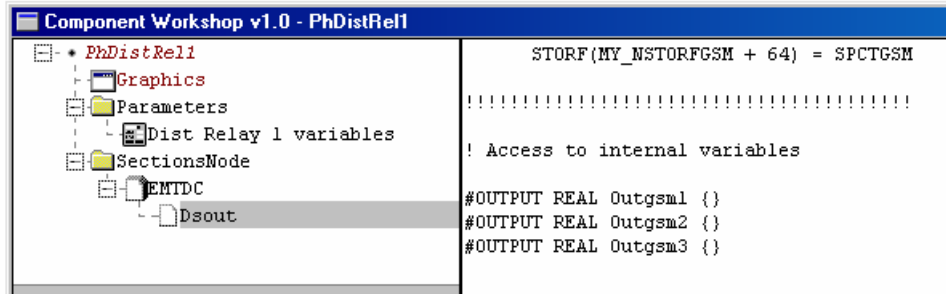 Component Workshop v1.0 - PhDistRel1
PhDistRel1
Graphics
Parameters
Dist Relay 1 variables
SectionsNode
EMTDC
Dsout
STORF(MY_NSTORFGSM + 64) = SPCTGSM
!!!!!!!!!!!!!!!!!!!!!!!!!!!!!!!!!!!!!!!!
! Access to internal variables
#OUTPUT REAL Outgsm1 {}
#OUTPUT REAL Outgsm2 {}
#OUTPUT REAL Outgsm3 {}